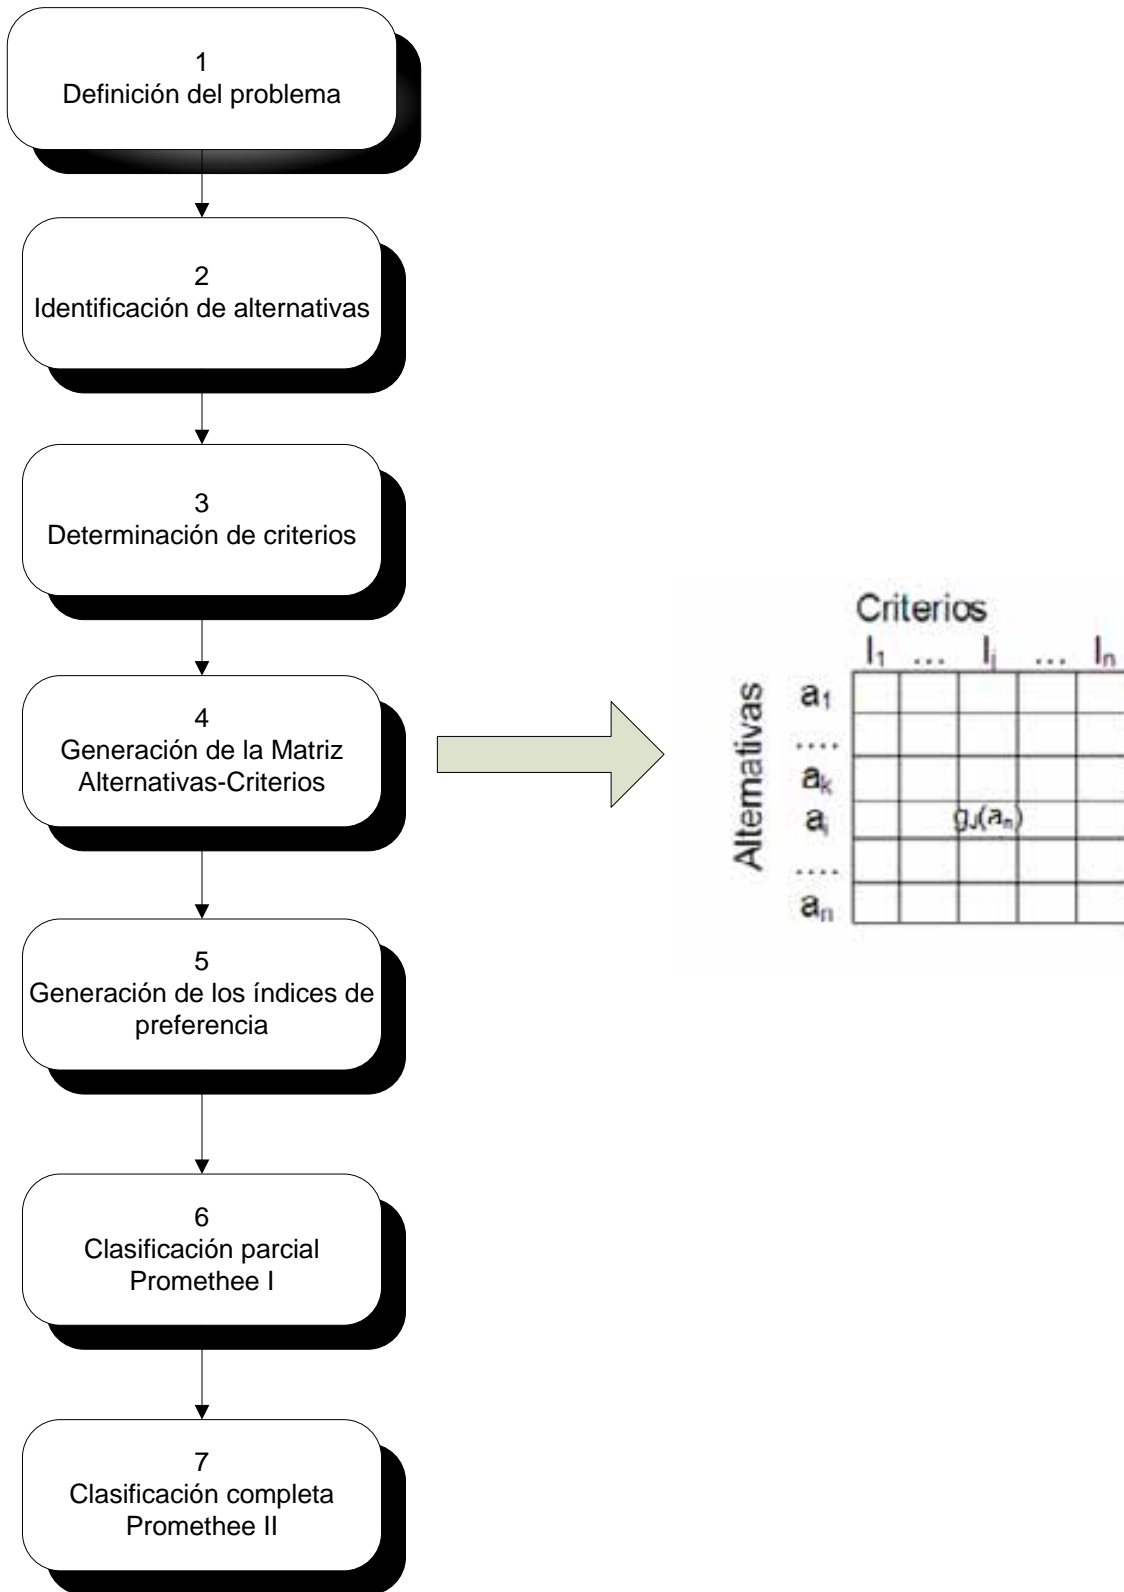 1
Definición del problema
2
Identificación de alternativas
3
Determinación de criterios
4
Generación de la Matriz
Alternativas-Criterios
5
Generación de los índices de
preferencia
6
Clasificación parcial
Promethee I
7
Clasificación completa
Promethee II
Criterios
I₁ ... Iⱼ ... Iₙ
Alternativas
a₁
....
aₖ
aᵢ gⱼ(aₙ)
....
aₙ